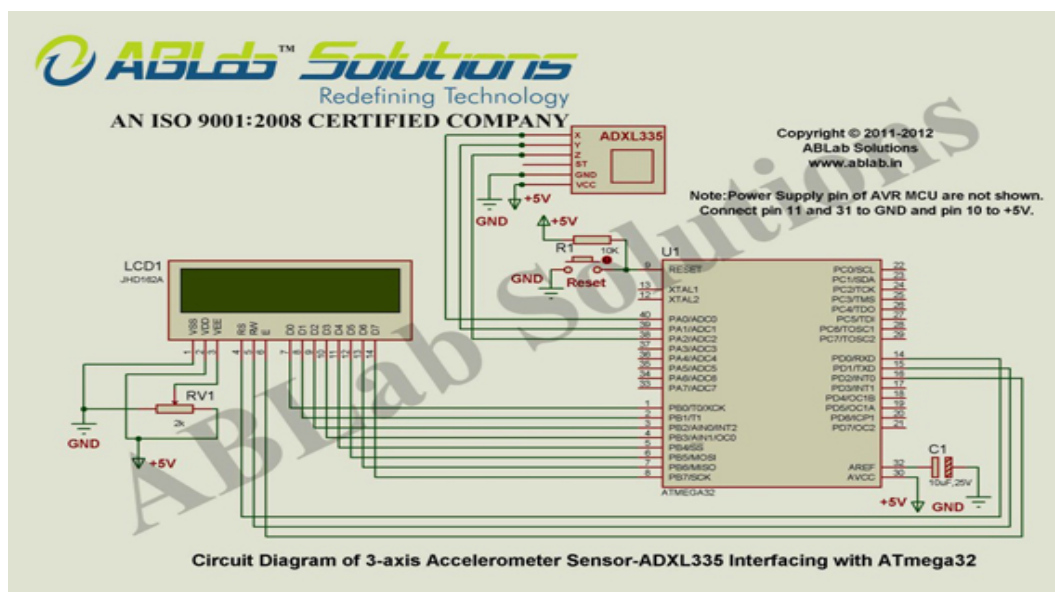 ABLab™ Solutions
Redefining Technology
AN ISO 9001:2008 CERTIFIED COMPANY
Copyright © 2011-2012
ABLab Solutions
www.ablab.in
Note:Power Supply pin of AVR MCU are not shown.
Connect pin 11 and 31 to GND and pin 10 to +5V.
ADXL335
X
Y
Z
ST
GND
VCC
+5V
GND
+5V
R1
10K
GND
Reset
LCD1
JHD162A
VSS
VDD
VEE
RS
RW
E
D0
D1
D2
D3
D4
D5
D6
D7
1
2
3
4
5
6
7
8
9
10
11
12
13
14
RV1
2k
GND
+5V
U1
9 RESET
13 XTAL1
12 XTAL2
40 PA0/ADC0
39 PA1/ADC1
38 PA2/ADC2
37 PA3/ADC3
36 PA4/ADC4
35 PA5/ADC5
34 PA6/ADC6
33 PA7/ADC7
1 PB0/T0/XCK
2 PB1/T1
3 PB2/AIN0/INT2
4 PB3/AIN1/OC0
5 PB4/SS
6 PB5/MOSI
7 PB6/MISO
8 PB7/SCK
PC0/SCL 22
PC1/SDA 23
PC2/TCK 24
PC3/TMS 25
PC4/TDO 26
PC5/TDI 27
PC6/TOSC1 28
PC7/TOSC2 29
PD0/RXD 14
PD1/TXD 15
PD2/INT0 16
PD3/INT1 17
PD4/OC1B 18
PD5/OC1A 19
PD6/ICP1 20
PD7/OC2 21
AREF 32
AVCC 30
ATMEGA32
C1
10uF,25V
+5V
GND
ABLab Solutions
Circuit Diagram of 3-axis Accelerometer Sensor-ADXL335 Interfacing with ATmega32